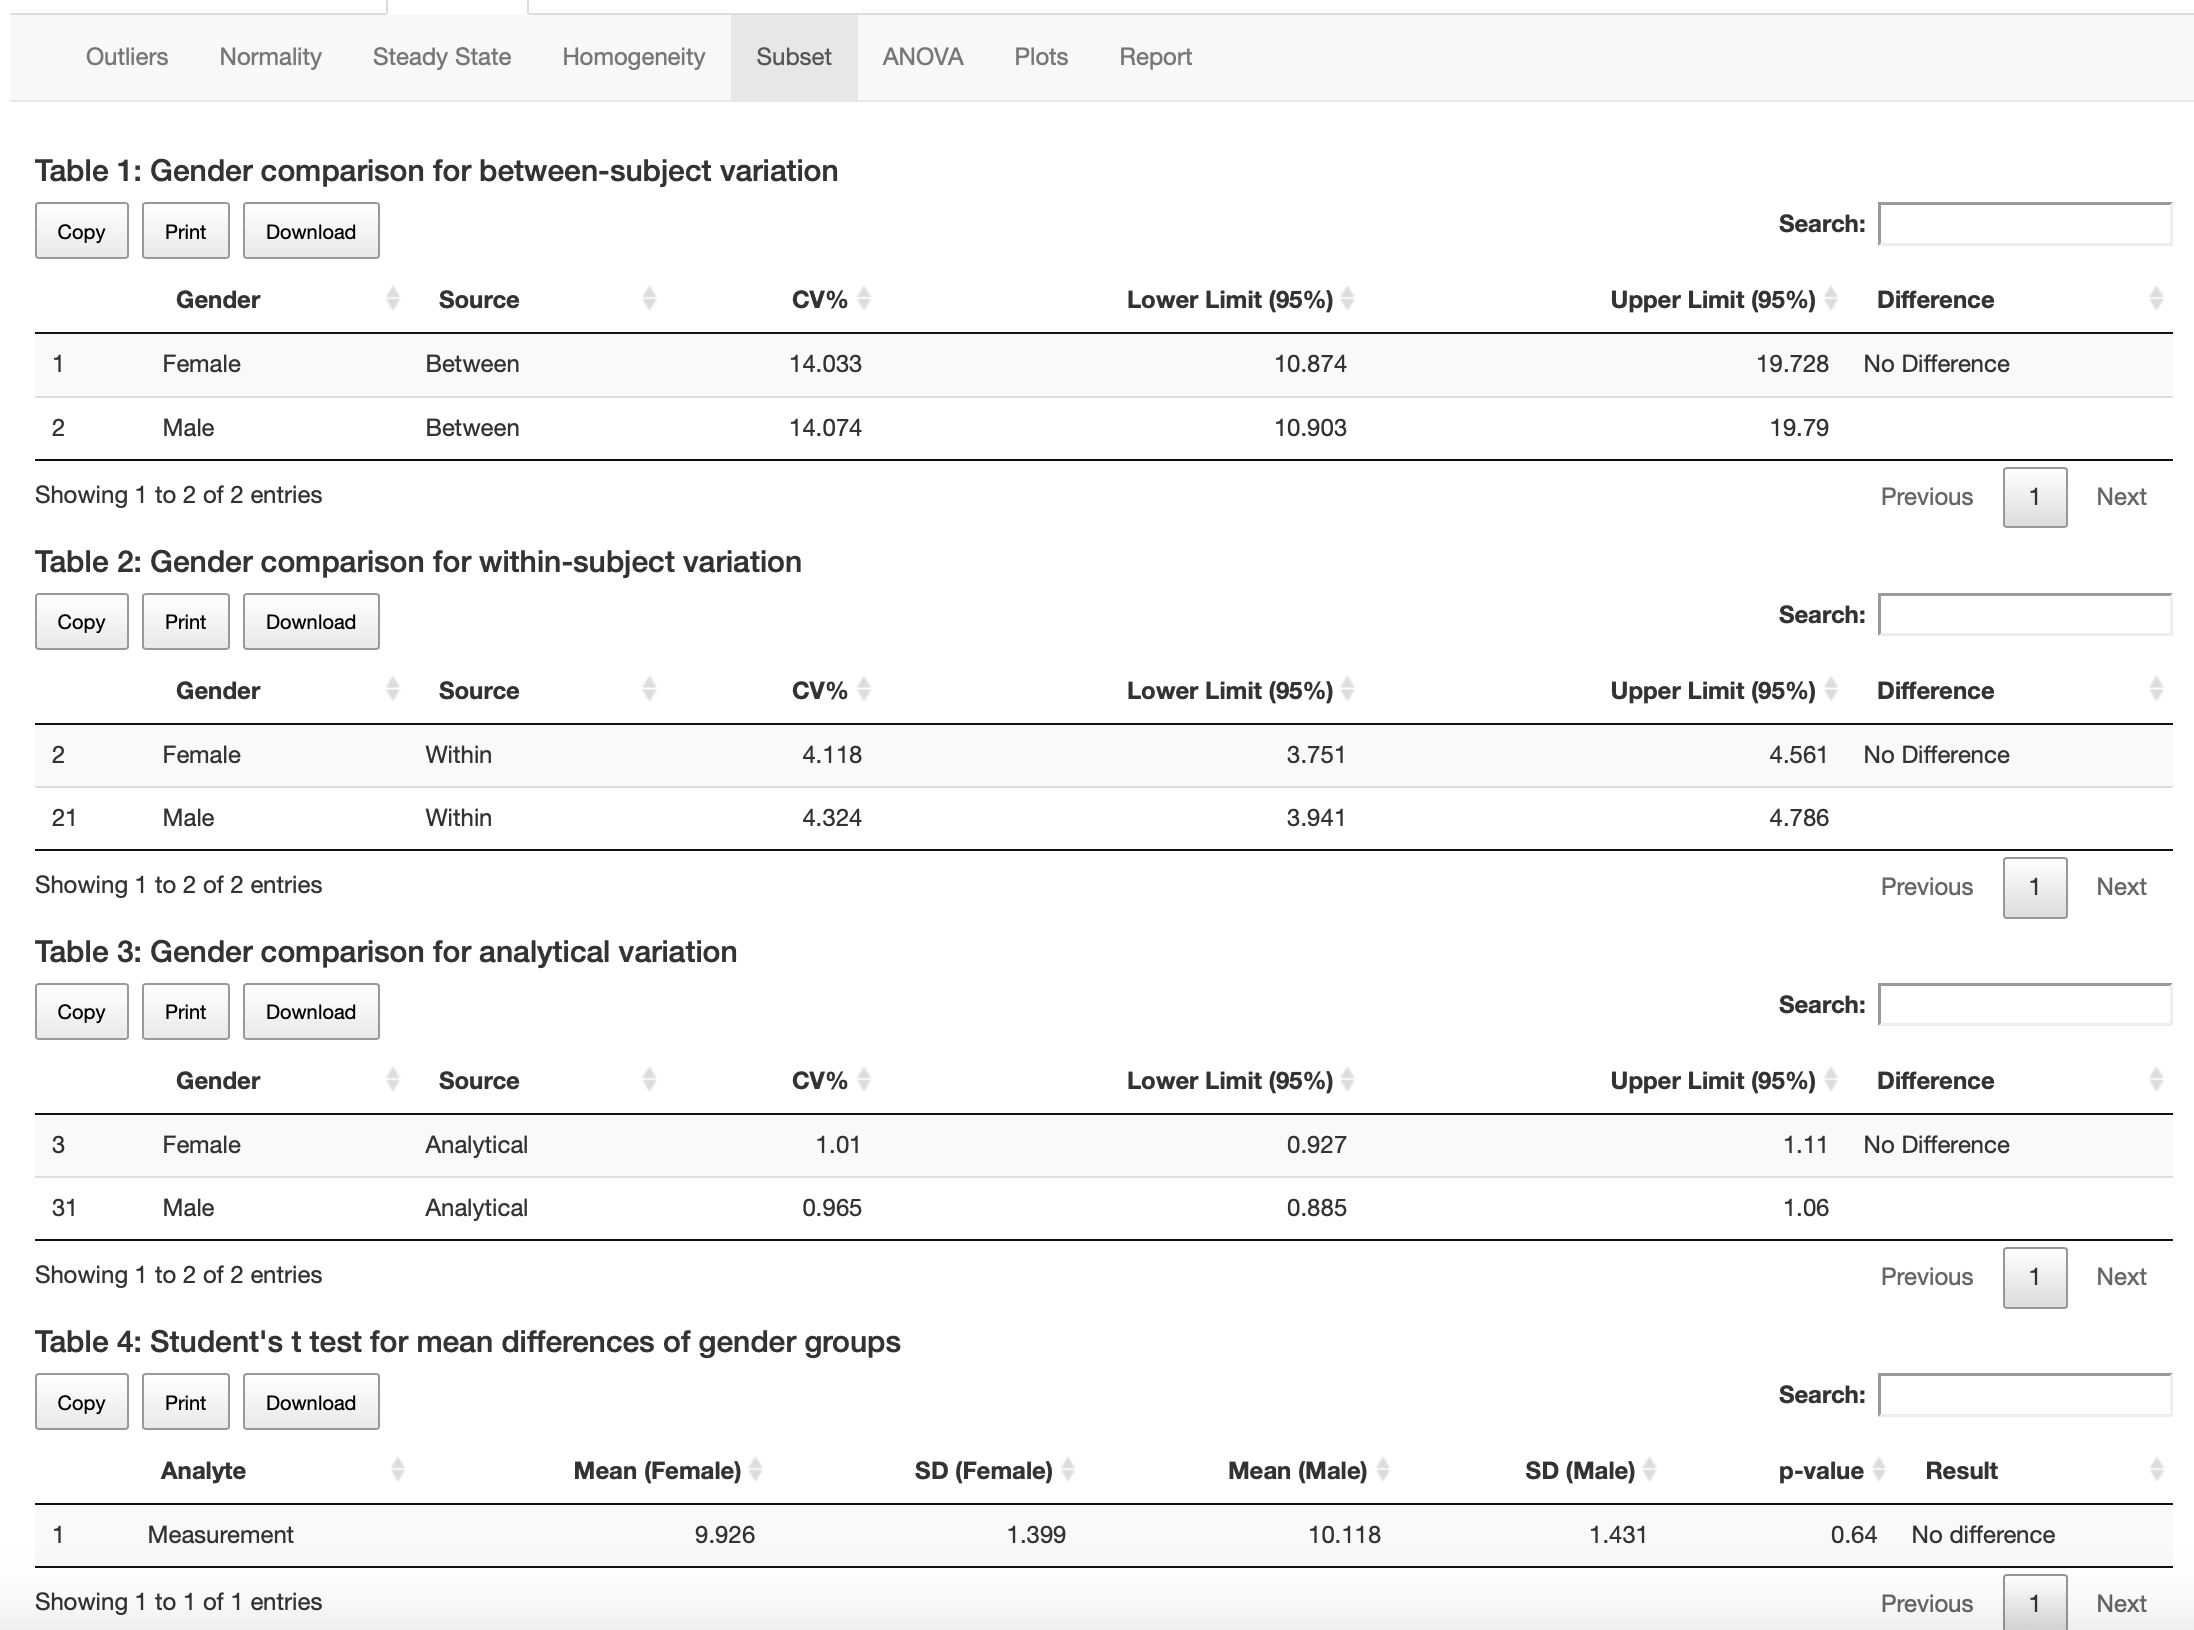 Outliers Normality Steady State Homogeneity Subset ANOVA Plots Report
Table 1: Gender comparison for between-subject variation
Copy Print Download Search:
Gender Source CV% Lower Limit (95%) Upper Limit (95%) Difference
1 Female Between 14.033 10.874 19.728 No Difference
2 Male Between 14.074 10.903 19.79
Showing 1 to 2 of 2 entries Previous 1 Next
Table 2: Gender comparison for within-subject variation
Copy Print Download Search:
Gender Source CV% Lower Limit (95%) Upper Limit (95%) Difference
2 Female Within 4.118 3.751 4.561 No Difference
21 Male Within 4.324 3.941 4.786
Showing 1 to 2 of 2 entries Previous 1 Next
Table 3: Gender comparison for analytical variation
Copy Print Download Search:
Gender Source CV% Lower Limit (95%) Upper Limit (95%) Difference
3 Female Analytical 1.01 0.927 1.11 No Difference
31 Male Analytical 0.965 0.885 1.06
Showing 1 to 2 of 2 entries Previous 1 Next
Table 4: Student's t test for mean differences of gender groups
Copy Print Download Search:
Analyte Mean (Female) SD (Female) Mean (Male) SD (Male) p-value Result
1 Measurement 9.926 1.399 10.118 1.431 0.64 No difference
Showing 1 to 1 of 1 entries Previous 1 Next